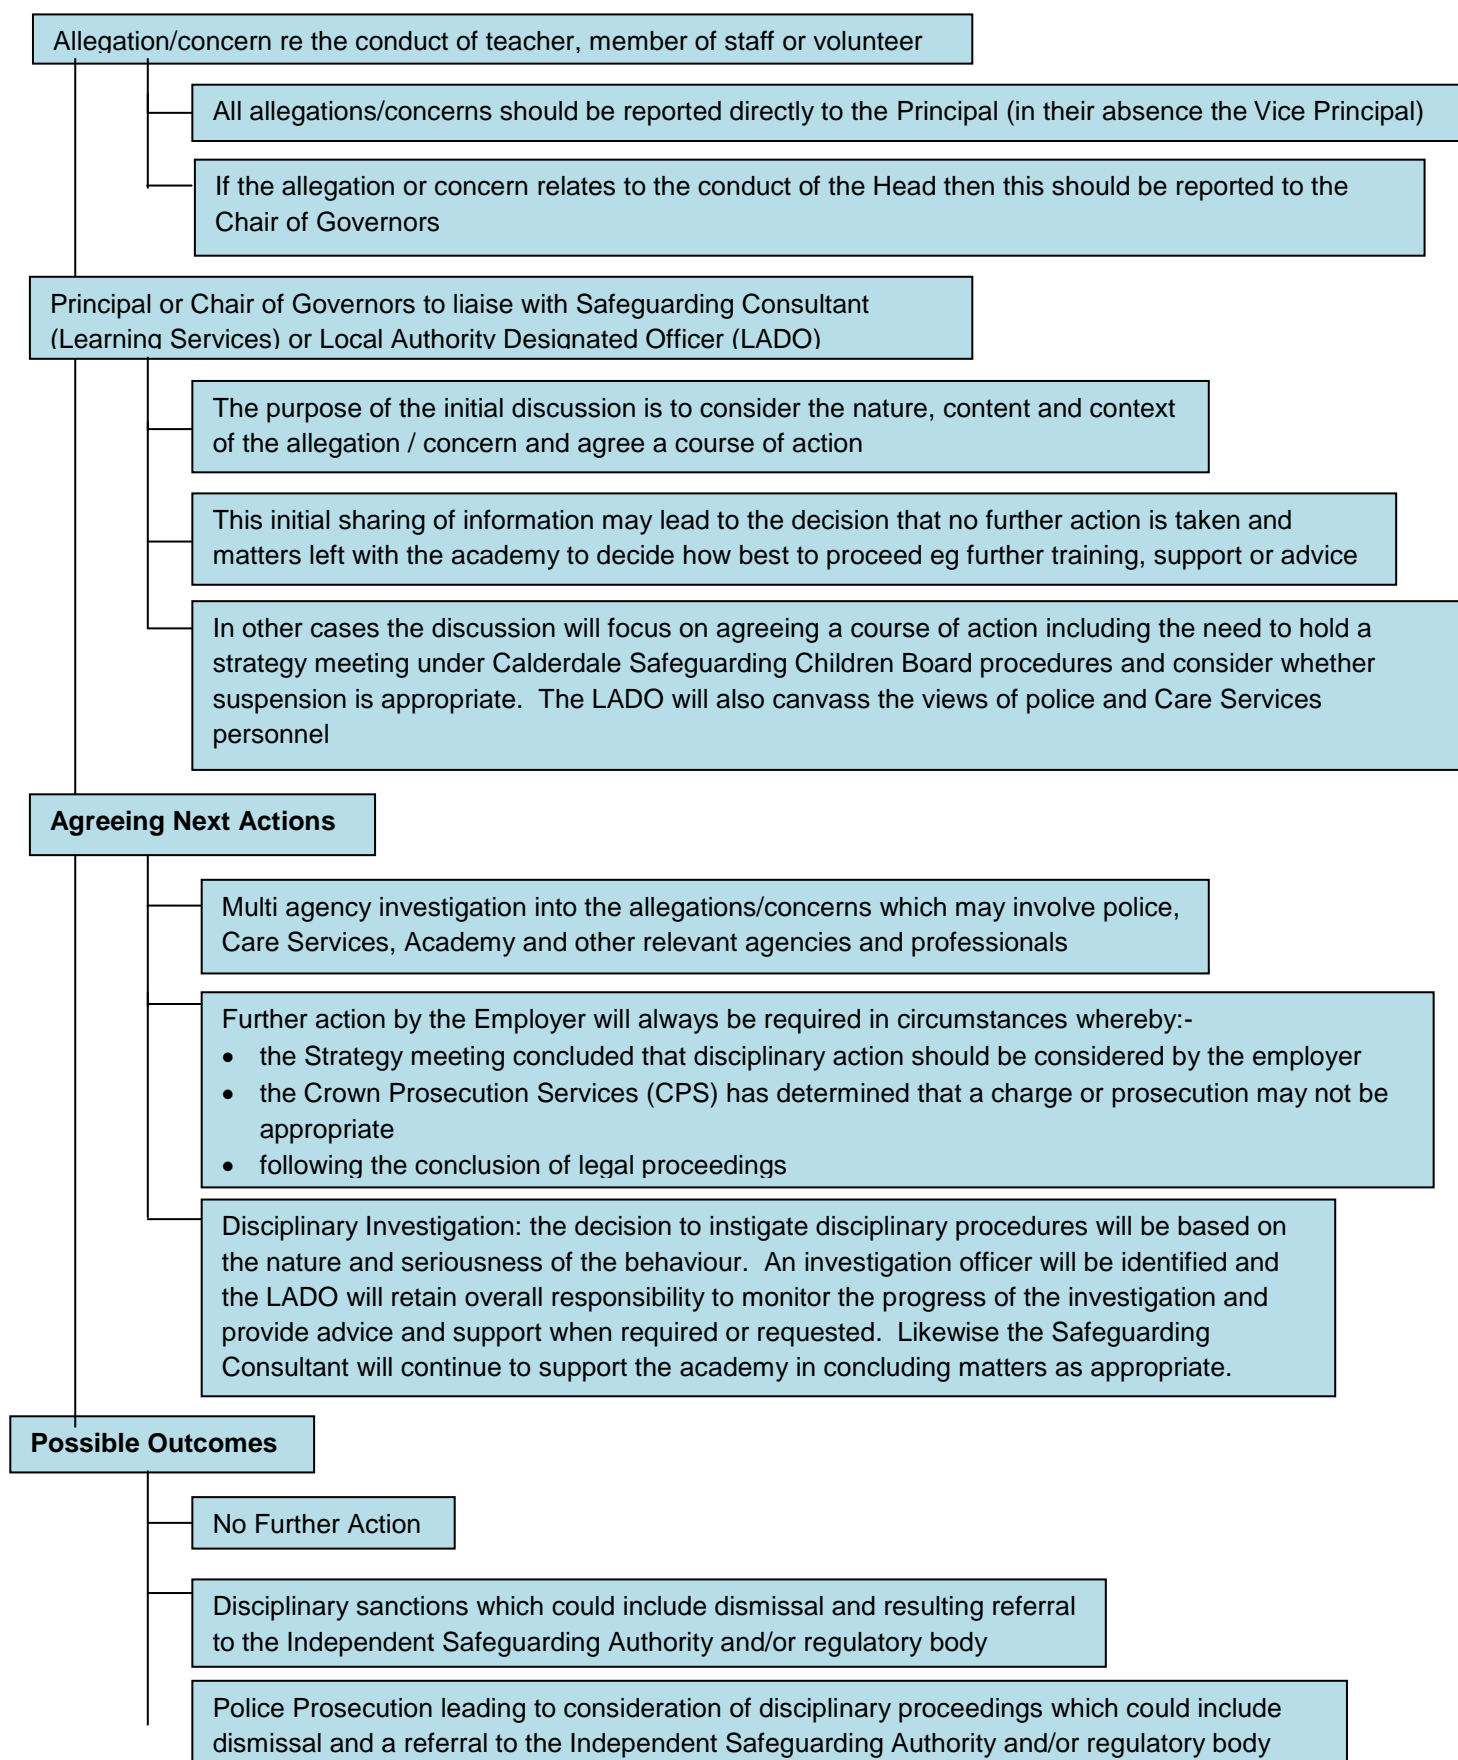 Allegation/concern re the conduct of teacher, member of staff or volunteer
All allegations/concerns should be reported directly to the Principal (in their absence the Vice Principal)
If the allegation or concern relates to the conduct of the Head then this should be reported to the
Chair of Governors
Principal or Chair of Governors to liaise with Safeguarding Consultant
(Learning Services) or Local Authority Designated Officer (LADO)
The purpose of the initial discussion is to consider the nature, content and context
of the allegation / concern and agree a course of action
This initial sharing of information may lead to the decision that no further action is taken and
matters left with the academy to decide how best to proceed eg further training, support or advice
In other cases the discussion will focus on agreeing a course of action including the need to hold a
strategy meeting under Calderdale Safeguarding Children Board procedures and consider whether
suspension is appropriate.  The LADO will also canvass the views of police and Care Services
personnel
Agreeing Next Actions
Multi agency investigation into the allegations/concerns which may involve police,
Care Services, Academy and other relevant agencies and professionals
Further action by the Employer will always be required in circumstances whereby:-
• the Strategy meeting concluded that disciplinary action should be considered by the employer
• the Crown Prosecution Services (CPS) has determined that a charge or prosecution may not be
appropriate
• following the conclusion of legal proceedings
Disciplinary Investigation: the decision to instigate disciplinary procedures will be based on
the nature and seriousness of the behaviour.  An investigation officer will be identified and
the LADO will retain overall responsibility to monitor the progress of the investigation and
provide advice and support when required or requested.  Likewise the Safeguarding
Consultant will continue to support the academy in concluding matters as appropriate.
Possible Outcomes
No Further Action
Disciplinary sanctions which could include dismissal and resulting referral
to the Independent Safeguarding Authority and/or regulatory body
Police Prosecution leading to consideration of disciplinary proceedings which could include
dismissal and a referral to the Independent Safeguarding Authority and/or regulatory body